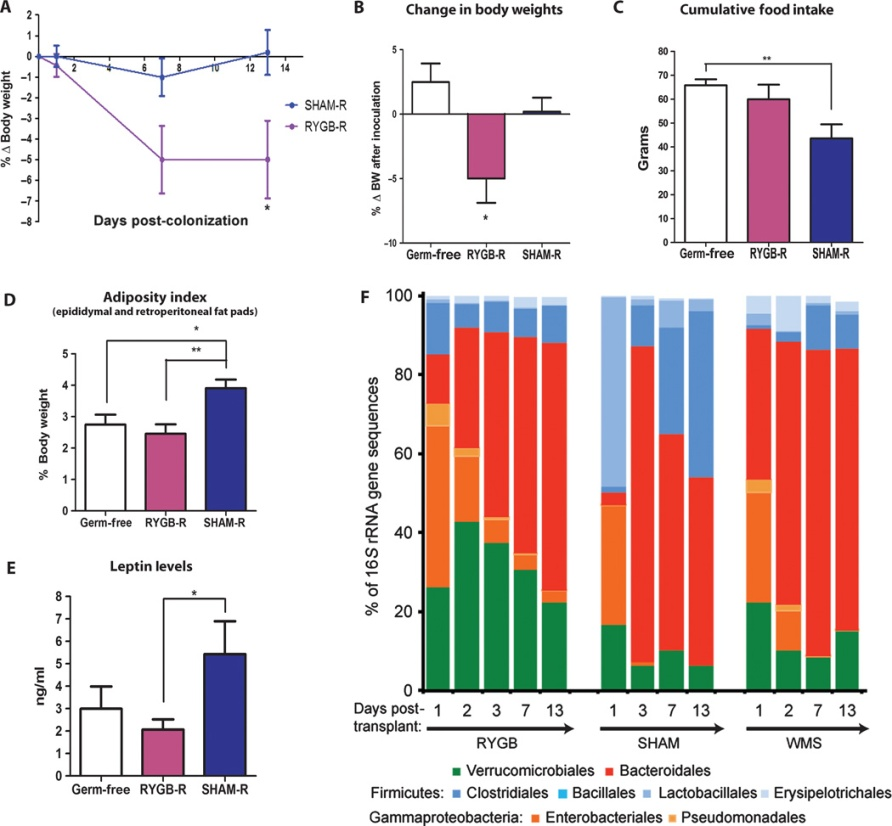 A
2
1
0
-1
-2
-3
-4
-5
-6
-7
-8
% Δ Body weight
2 4 6 8 10 12 14
SHAM-R
RYGB-R
Days post-colonization
*
B
Change in body weights
5
0
-5
-10
% Δ BW after inoculation
*
Germ-free RYGB-R SHAM-R
C
Cumulative food intake
**
80
70
60
50
40
30
20
10
0
Grams
Germ-free RYGB-R SHAM-R
D
Adiposity index
(epididymal and retroperitoneal fat pads)
*
**
5
4
3
2
1
0
% Body weight
Germ-free RYGB-R SHAM-R
E
Leptin levels
*
8
7
6
5
4
3
2
1
0
ng/ml
Germ-free RYGB-R SHAM-R
F
100
80
60
40
20
0
% of 16S rRNA gene sequences
Days post-
transplant:
1 2 3 7 13
RYGB
1 3 7 13
SHAM
1 2 7 13
WMS
Verrucomicrobiales Bacteroidales
Firmicutes: Clostridiales Bacillales Lactobacillales Erysipelotrichales
Gammaproteobacteria: Enterobacteriales Pseudomonadales